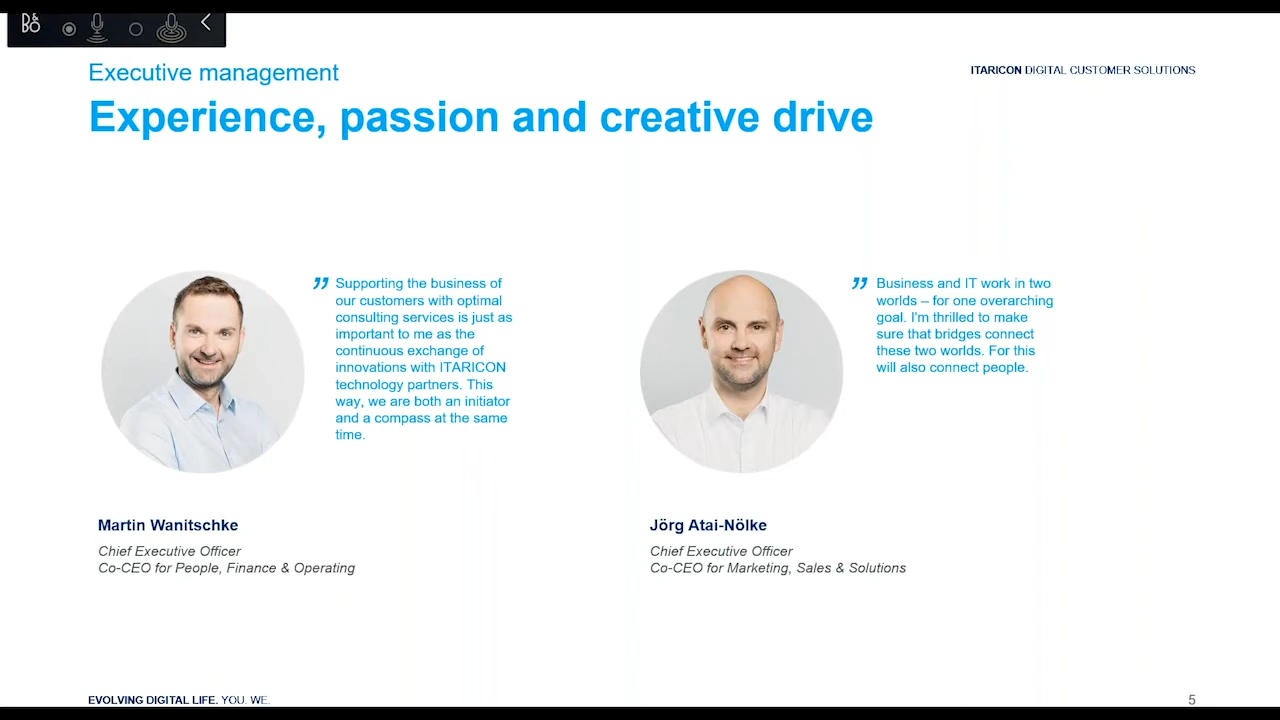 B&O
Executive management
ITARICON DIGITAL CUSTOMER SOLUTIONS
Experience, passion and creative drive
” Supporting the business of
our customers with optimal
consulting services is just as
important to me as the
continuous exchange of
innovations with ITARICON
technology partners. This
way, we are both an initiator
and a compass at the same
time.
” Business and IT work in two
worlds – for one overarching
goal. I'm thrilled to make
sure that bridges connect
these two worlds. For this
will also connect people.
Martin Wanitschke
Chief Executive Officer
Co-CEO for People, Finance & Operating
Jörg Atai-Nölke
Chief Executive Officer
Co-CEO for Marketing, Sales & Solutions
EVOLVING DIGITAL LIFE. YOU. WE.
5